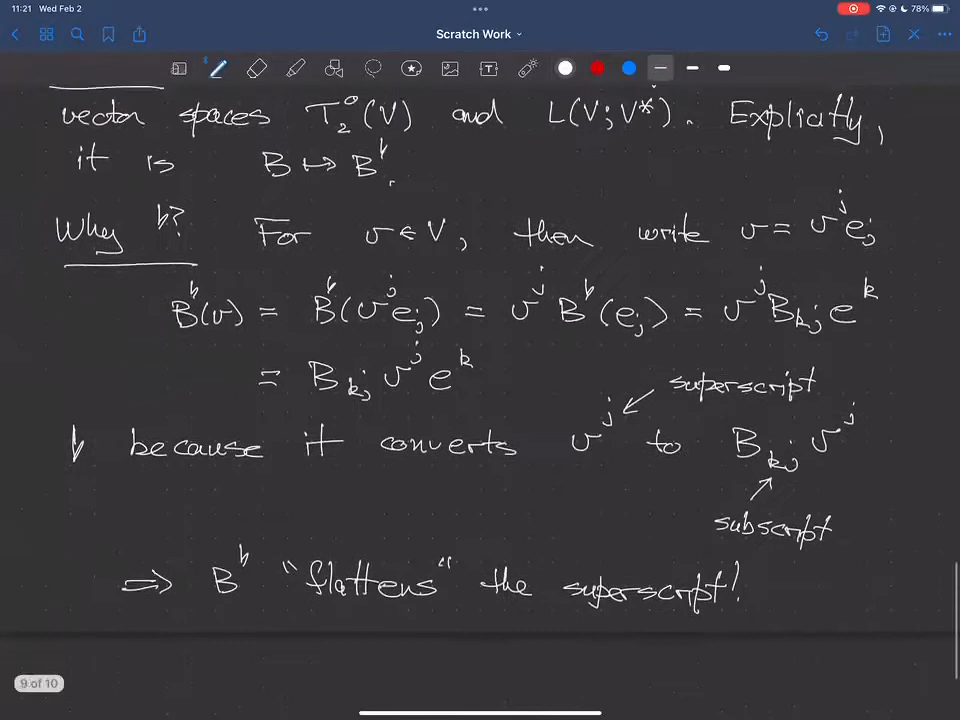 11:21 Wed Feb 2
78%
Scratch Work
vector spaces T₂⁰(V) and L(V; V*). Explicitly,
it is B ↦ B♭.
Why ♭? For v ∈ V, then write v = vʲeⱼ
B♭(v) = B♭(vʲeⱼ) = vʲB♭(eⱼ) = vʲBₖⱼeᵏ
= Bₖⱼvʲeᵏ
superscript
♭ because it converts vʲ to Bₖⱼvʲ
subscript
⇒ B♭ "flattens" the superscript!
9 of 10